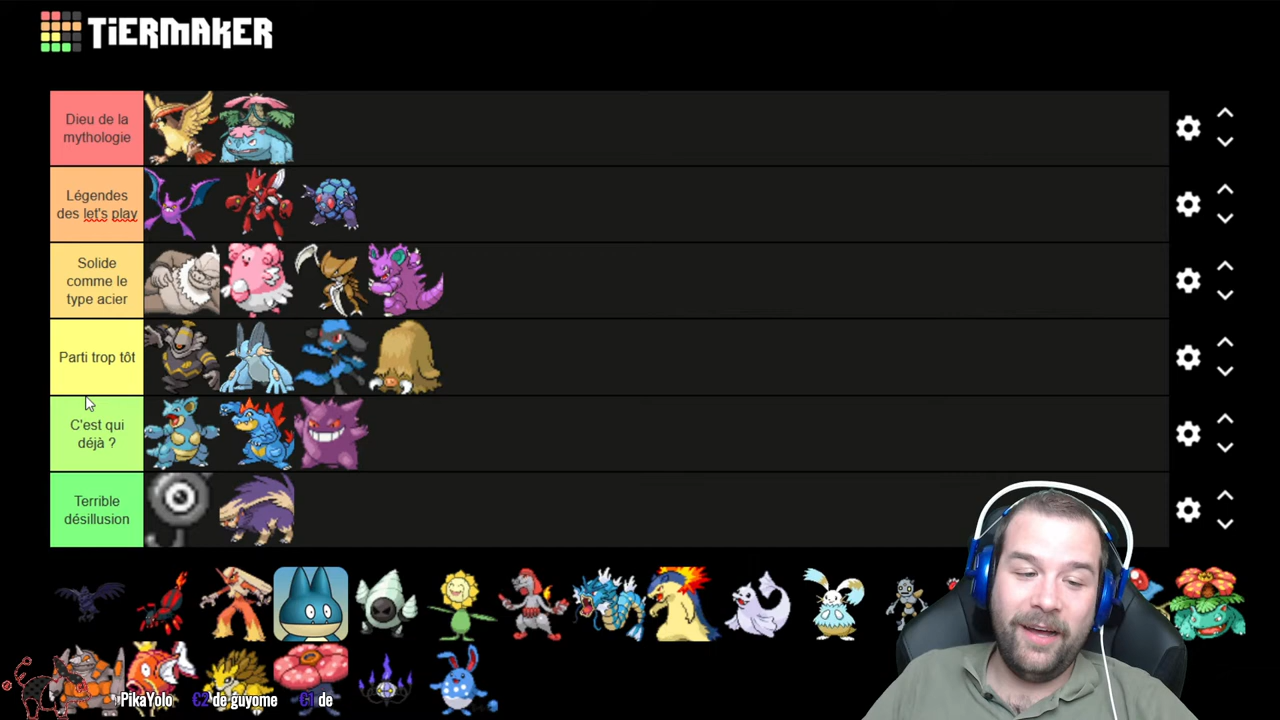 TiERMAKER
Dieu de la
mythologie
Légendes
des let's play
Solide
comme le
type acier
Parti trop tôt
C'est qui
déjà ?
Terrible
désillusion
PikaYolo €2 de guyome €1 de